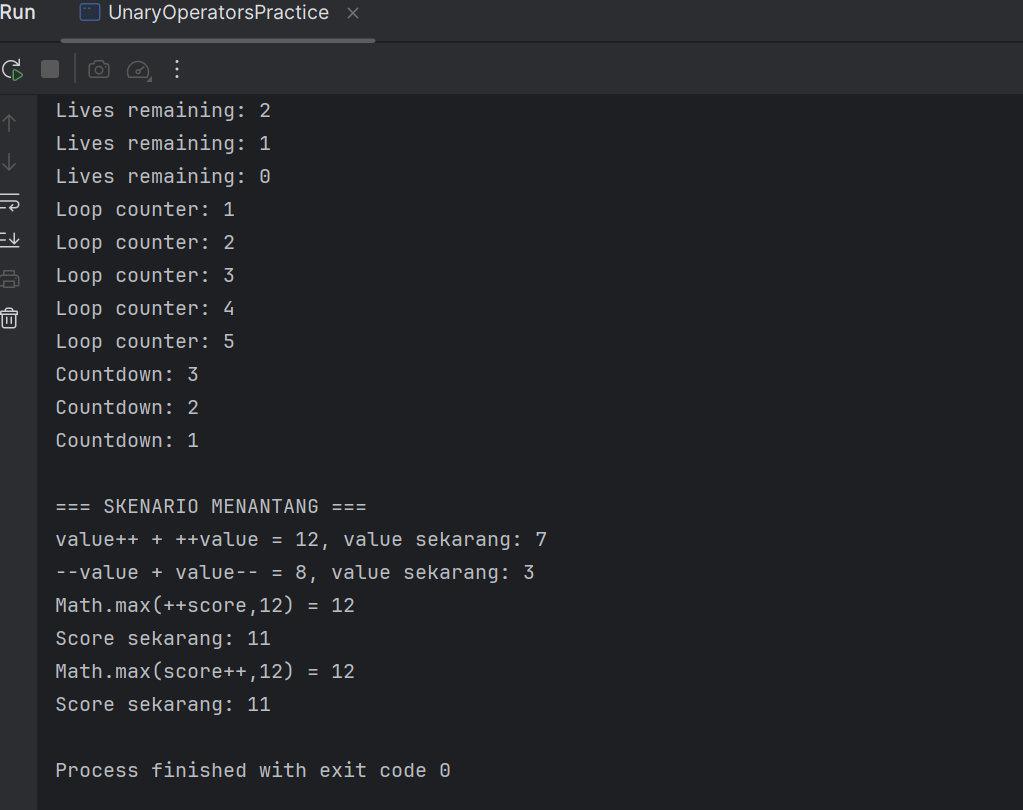 Run UnaryOperatorsPractice
Lives remaining: 2
Lives remaining: 1
Lives remaining: 0
Loop counter: 1
Loop counter: 2
Loop counter: 3
Loop counter: 4
Loop counter: 5
Countdown: 3
Countdown: 2
Countdown: 1
=== SKENARIO MENANTANG ===
value++ + ++value = 12, value sekarang: 7
--value + value-- = 8, value sekarang: 3
Math.max(++score,12) = 12
Score sekarang: 11
Math.max(score++,12) = 12
Score sekarang: 11
Process finished with exit code 0